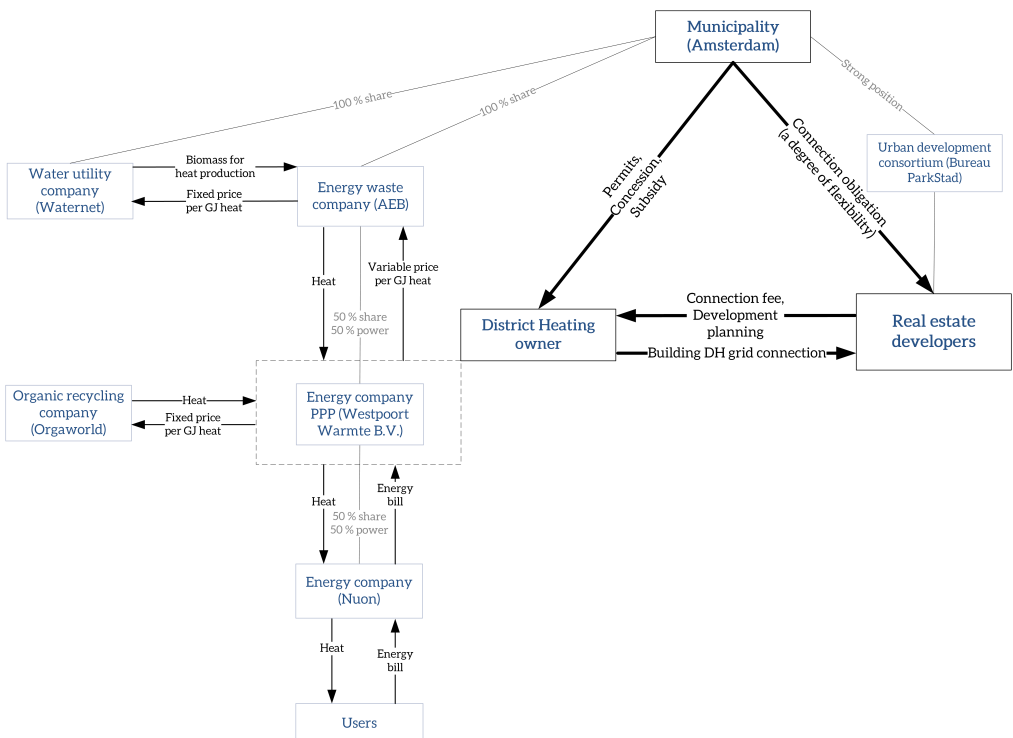 Municipality
(Amsterdam)
100 % share
100 % share
Strong position
Permits,
Concession,
Subsidy
Connection obligation
(a degree of flexibility)
Urban development
consortium (Bureau
ParkStad)
Water utility
company
(Waternet)
Biomass for
heat production
Fixed price
per GJ heat
Energy waste
company (AEB)
Heat
Variable price
per GJ heat
50 % share
50 % power
District Heating
owner
Connection fee,
Development
planning
Building DH grid connection
Real estate
developers
Organic recycling
company
(Orgaworld)
Heat
Fixed price
per GJ heat
Energy company
PPP (Westpoort
Warmte B.V.)
Heat
Energy
bill
50 % share
50 % power
Energy company
(Nuon)
Heat
Energy
bill
Users